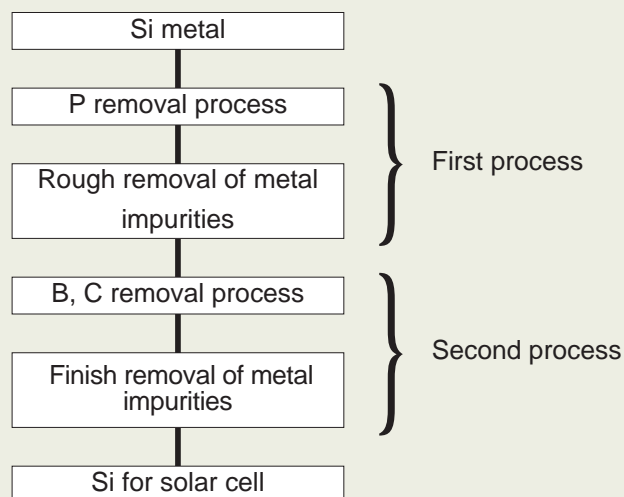 Si metal
P removal process
Rough removal of metal
impurities
First process
B, C removal process
Finish removal of metal
impurities
Second process
Si for solar cell